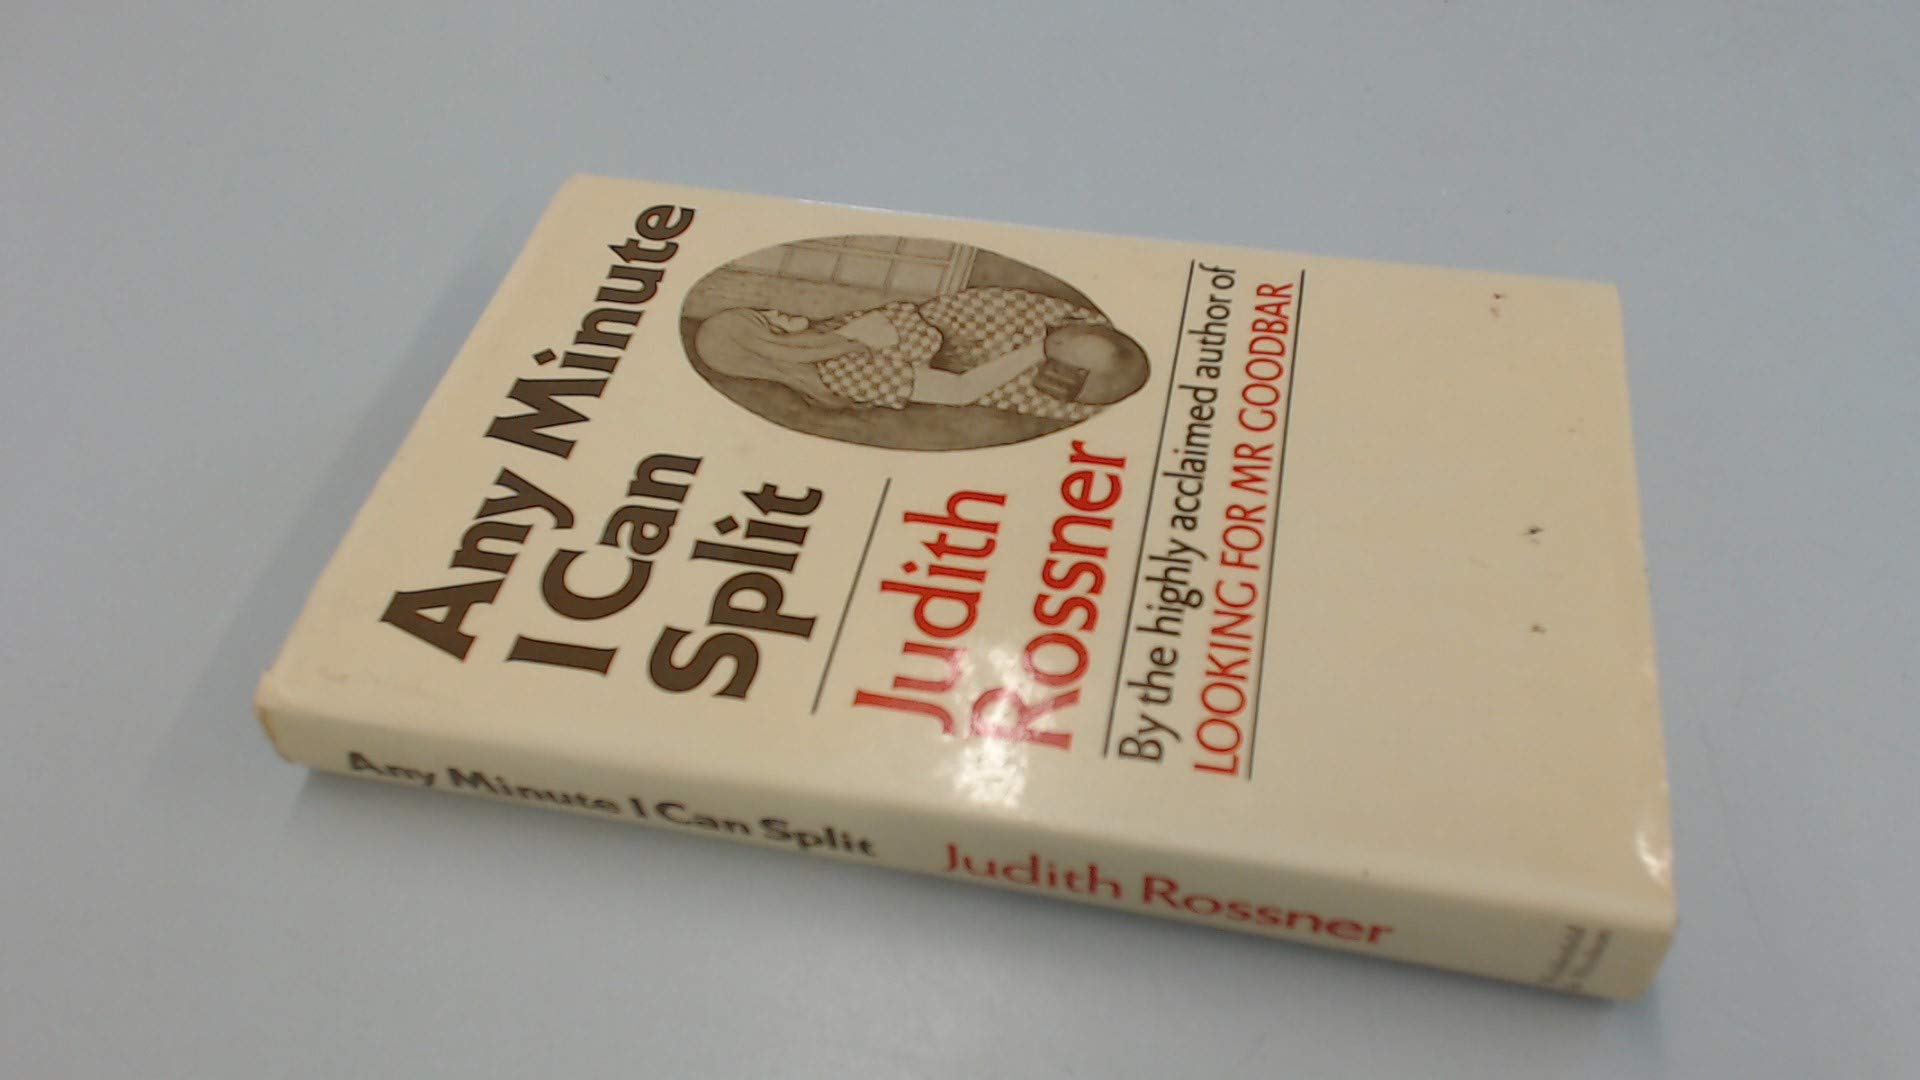 Any Minute
I Can
Split
Judith
Rossner
By the highly acclaimed author of
LOOKING FOR MR GOODBAR
Any Minute I Can Split Judith Rossner